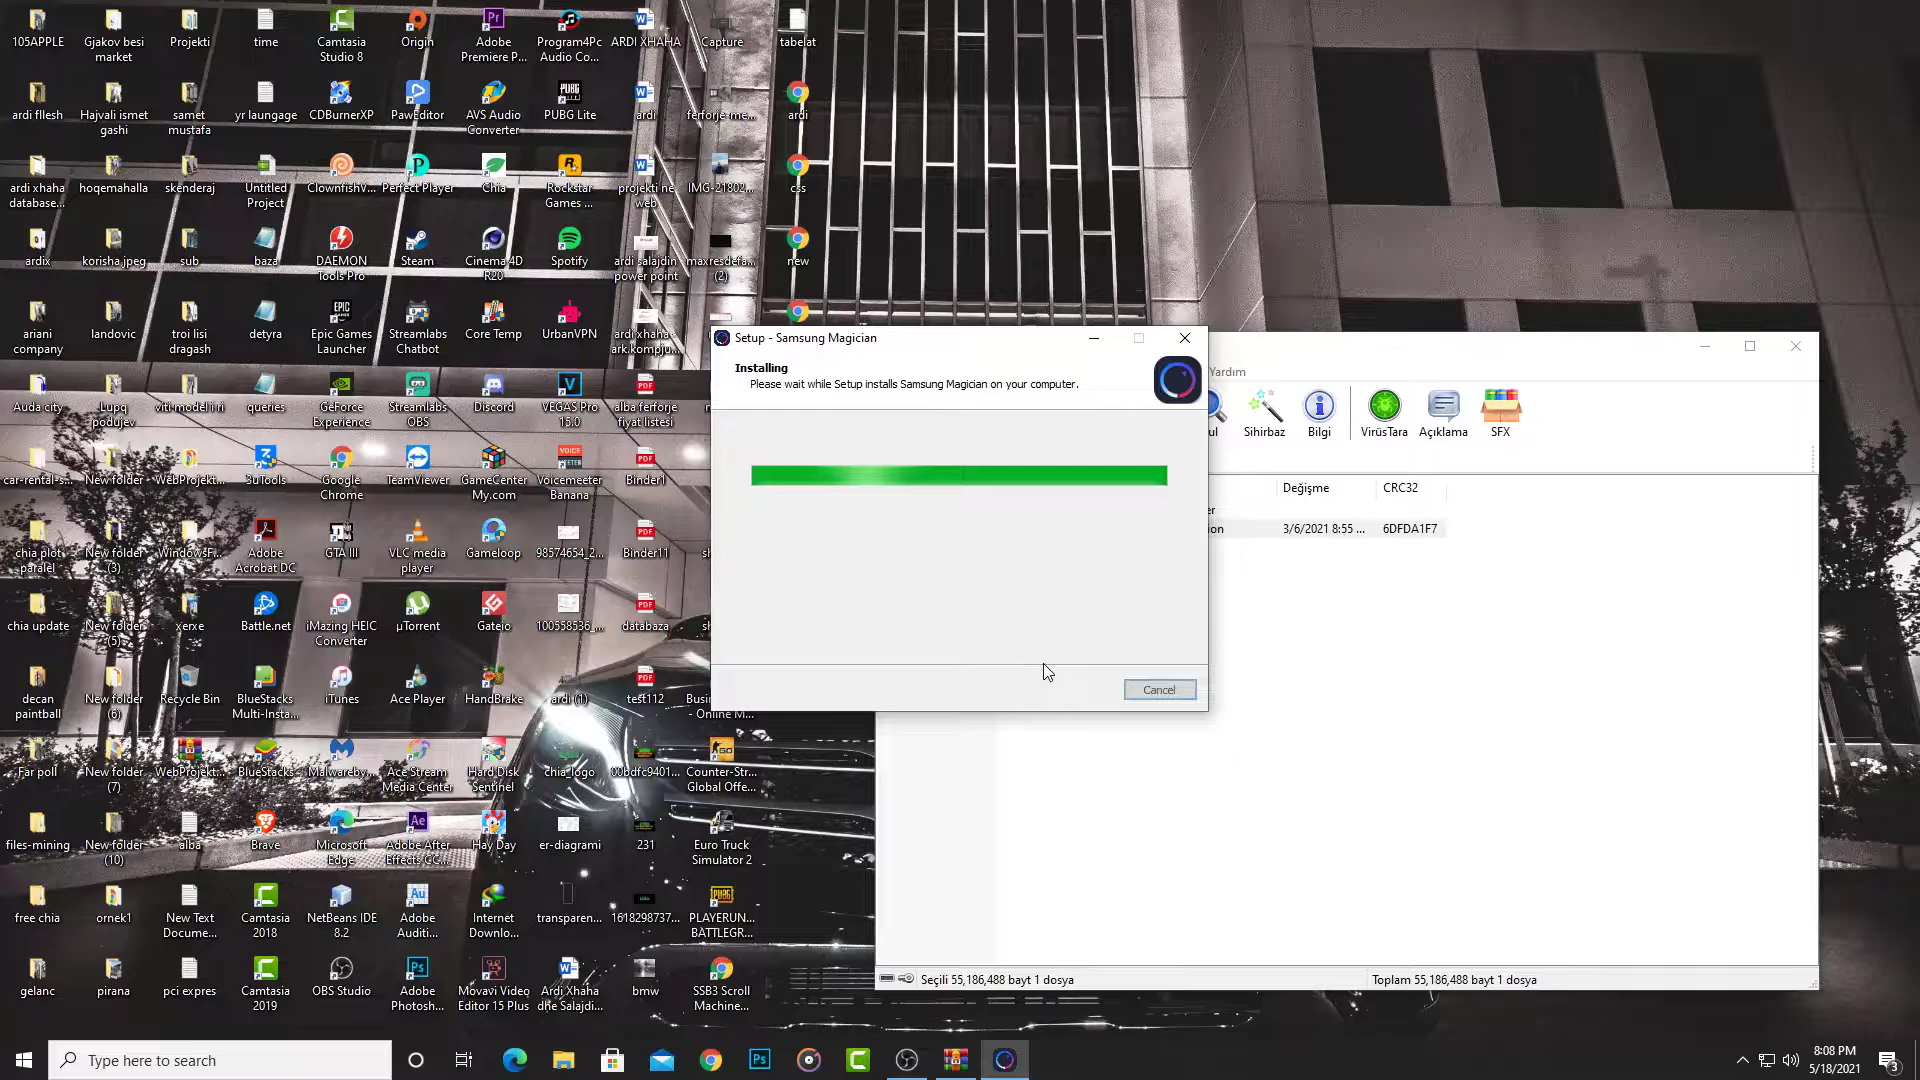 105APPLE
Gjakov besi
market
Projekti
time
Camtasia
Studio 8
Origin
Adobe
Premiere P...
Program4Pc
Audio Co...
ARDI XHAHA
Capture
tabelat
ardi fllesh
Hajvali ismet
gashi
samet
mustafa
yr laungage
CDBurnerXP
PawEditor
AVS Audio
Converter
PUBG Lite
ardi
ferforje-me...
ardi
ardi xhaha
database...
hoqemahalla
skenderaj
Untitled
Project
ClownfishV...
Perfect Player
Chia
Rockstar
Games ...
projekti ne
web
IMG-21802...
css
ardix
korisha.jpeg
sub
baza
DAEMON
Tools Pro
Steam
Cinema 4D
R20
Spotify
ardi salajdin
power point
maxresdefa...
(2)
new
ariani
company
landovic
troi lisi
dragash
detyra
Epic Games
Launcher
Streamlabs
Chatbot
Core Temp
UrbanVPN
Auda city
Lupq
podujev
viti model i ri
queries
GeForce
Experience
Streamlabs
OBS
Discord
VEGAS Pro
15.0
alba ferforje
fiyat listesi
car-rental-s...
New folder
WebProjekt...
3uTools
Google
Chrome
TeamViewer
GameCenter
My.com
Voicemeeter
Banana
Binder1
chia plot
paralel
New folder
(3)
WindowsF...
Adobe
Acrobat DC
GTA III
VLC media
player
Gameloop
98574654_2...
Binder11
chia update
New folder
(5)
xerxe
Battle.net
iMazing HEIC
Converter
µTorrent
Gateio
100558536_...
databaza
decan
paintball
New folder
(6)
Recycle Bin
BlueStacks
Multi-Insta...
iTunes
Ace Player
HandBrake
ardi (1)
test112
Busi
- Online M...
Far poll
New folder
(7)
WebProjekt...
BlueStacks
Malwareby...
Ace Stream
Media Center
Hard Disk
Sentinel
chia_logo
00bdfc9401...
Counter-Str...
Global Offe...
files-mining
New folder
(10)
alba
Brave
Microsoft
Edge
Adobe After
Effects CC...
Hay Day
er-diagrami
231
Euro Truck
Simulator 2
free chia
ornek1
New Text
Docume...
Camtasia
2018
NetBeans IDE
8.2
Adobe
Auditi...
Internet
Downlo...
transparen...
1618298737...
PLAYERUN...
BATTLEGR...
gelanc
pirana
pci expres
Camtasia
2019
OBS Studio
Adobe
Photosh...
Movavi Video
Editor 15 Plus
Ardi Xhaha
dhe Salajdi...
bmw
SSB3 Scroll
Machine...
Setup - Samsung Magician
Installing
Please wait while Setup installs Samsung Magician on your computer.
Cancel
Yardım
ul
Sihirbaz
Bilgi
VirüsTara
Açıklama
SFX
Değişme
CRC32
er
ion
3/6/2021 8:55 ...
6DFDA1F7
Seçili 55,186,488 bayt 1 dosya
Toplam 55,186,488 bayt 1 dosya
Type here to search
8:08 PM
5/18/2021
3